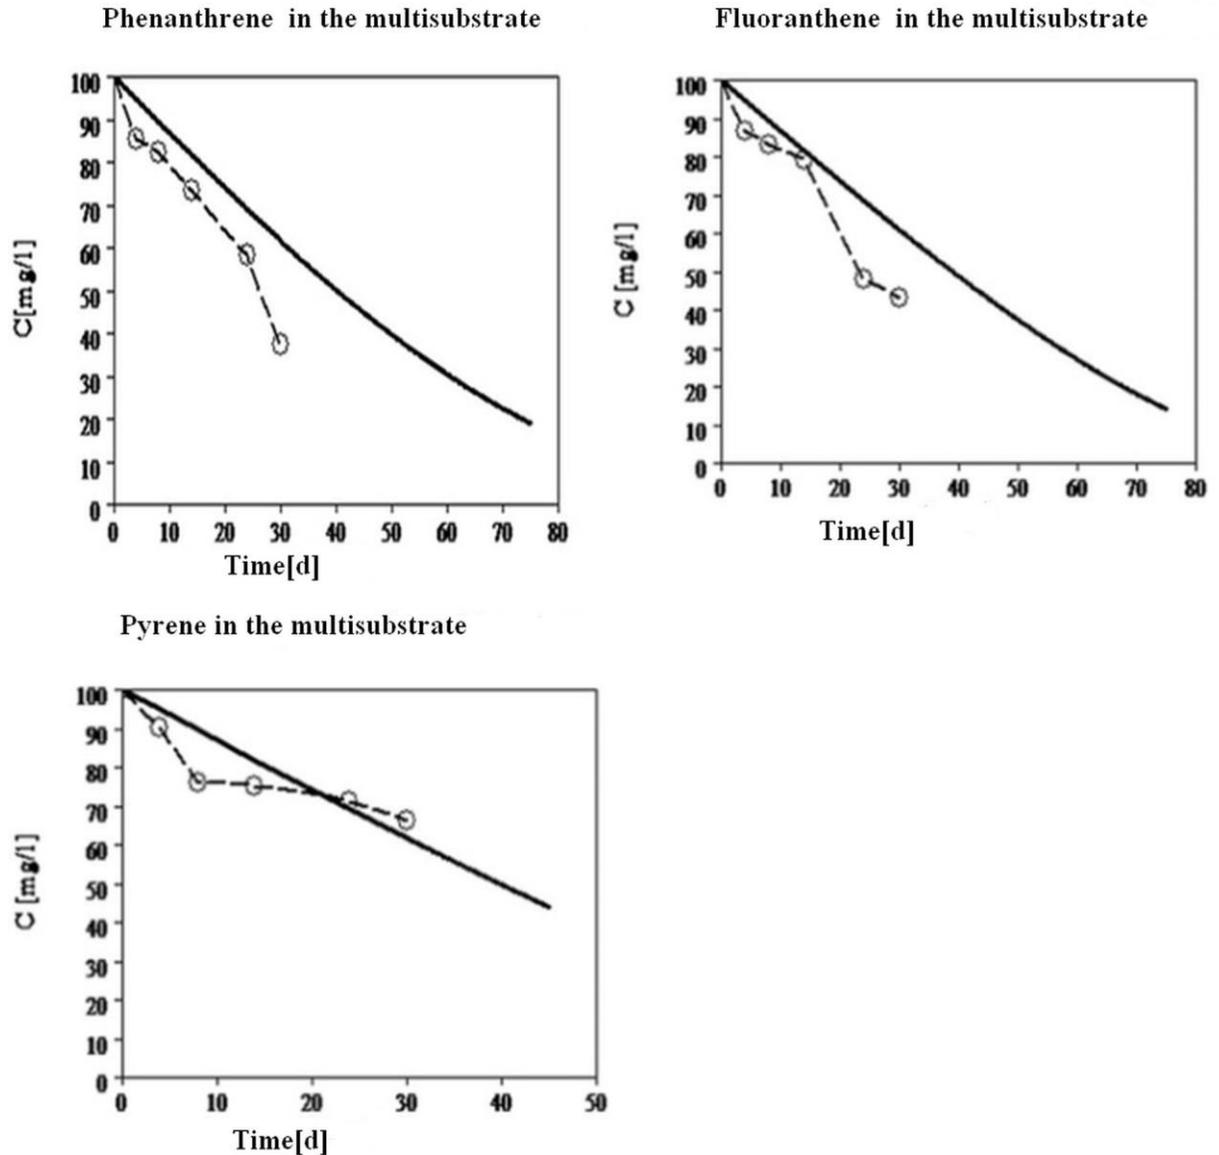 Phenanthrene in the multisubstrate
C[mg/l]
100
90
80
70
60
50
40
30
20
10
0
0 10 20 30 40 50 60 70 80
Time[d]
Fluoranthene in the multisubstrate
C [mg/l]
100
90
80
70
60
50
40
30
20
10
0
0 10 20 30 40 50 60 70 80
Time[d]
Pyrene in the multisubstrate
C [mg/l]
100
90
80
70
60
50
40
30
20
10
0
0 10 20 30 40 50
Time[d]